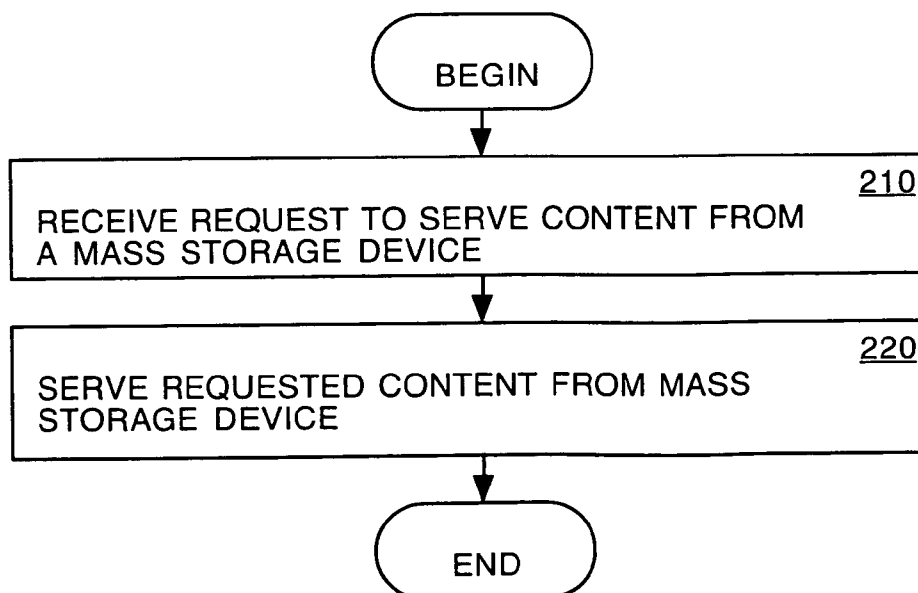 BEGIN
210
RECEIVE REQUEST TO SERVE CONTENT FROM
A MASS STORAGE DEVICE
220
SERVE REQUESTED CONTENT FROM MASS
STORAGE DEVICE
END